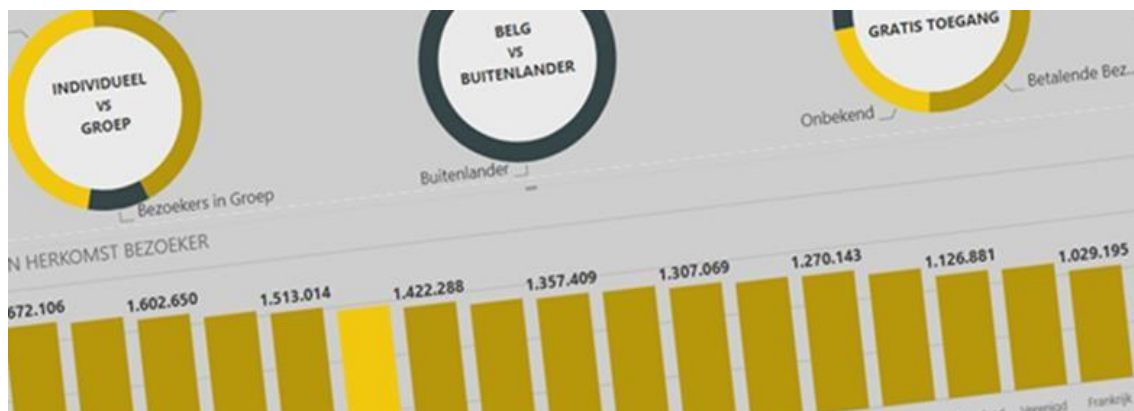 INDIVIDUEEL
vs
GROEP
Bezoekers in Groep
BELG
vs
BUITENLANDER
Buitenlander
GRATIS TOEGANG
Betalende Bez...
Onbekend
N HERKOMST BEZOEKER
672.106 1.602.650 1.513.014 1.422.288 1.357.409 1.307.069 1.270.143 1.126.881 1.029.195
Frankrijk